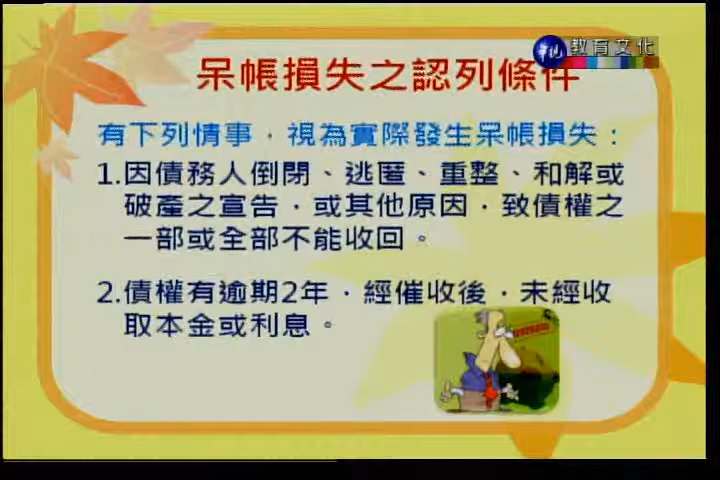 華視 教育文化
呆帳損失之認列條件
有下列情事，視為實際發生呆帳損失：
1.因債務人倒閉、逃匿、重整、和解或
破產之宣告，或其他原因，致債權之
一部或全部不能收回。
2.債權有逾期2年，經催收後，未經收
取本金或利息。